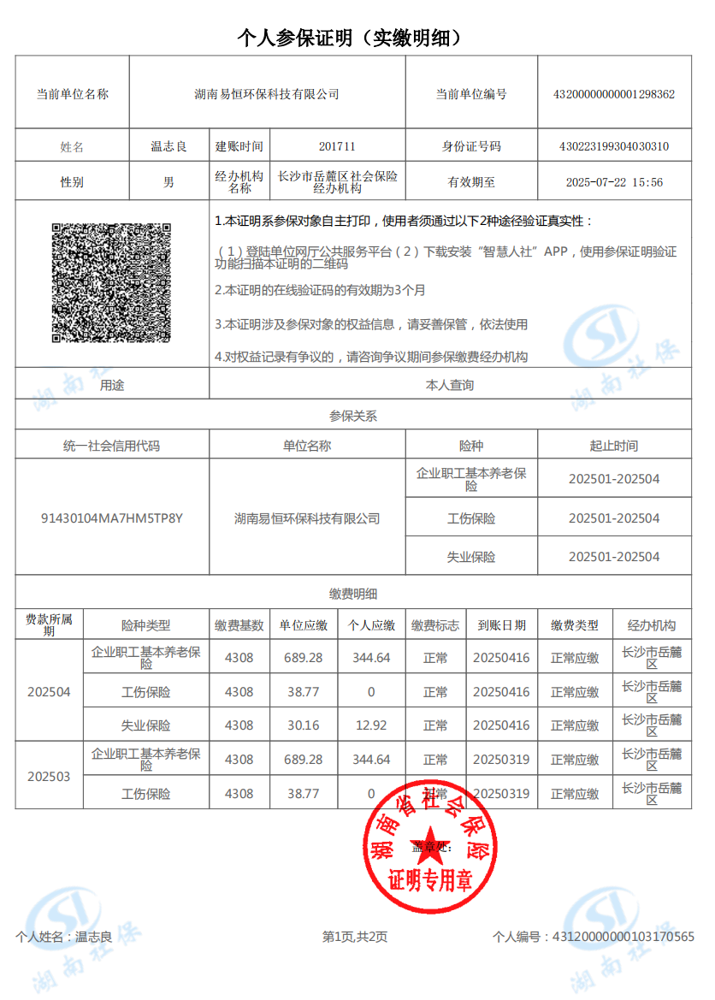 个人参保证明（实缴明细）
当前单位名称 湖南易恒环保科技有限公司 当前单位编号 43200000000001298362
姓名 温志良 建账时间 201711 身份证号码 430223199304030310
性别 男 经办机构名称 长沙市岳麓区社会保险经办机构 有效期至 2025-07-22 15:56
1.本证明系参保对象自主打印，使用者须通过以下2种途径验证真实性：
（1）登陆单位网厅公共服务平台（2）下载安装“智慧人社”APP，使用参保证明验证
功能扫描本证明的二维码
2.本证明的在线验证码的有效期为3个月
3.本证明涉及参保对象的权益信息，请妥善保管，依法使用
4.对权益记录有争议的，请咨询争议期间参保缴费经办机构
用途 本人查询
参保关系
统一社会信用代码 单位名称 险种 起止时间
91430104MA7HM5TP8Y 湖南易恒环保科技有限公司 企业职工基本养老保险 202501-202504
工伤保险 202501-202504
失业保险 202501-202504
缴费明细
费款所属期 险种类型 缴费基数 单位应缴 个人应缴 缴费标志 到账日期 缴费类型 经办机构
202504 企业职工基本养老保险 4308 689.28 344.64 正常 20250416 正常应缴 长沙市岳麓区
工伤保险 4308 38.77 0 正常 20250416 正常应缴 长沙市岳麓区
失业保险 4308 30.16 12.92 正常 20250416 正常应缴 长沙市岳麓区
202503 企业职工基本养老保险 4308 689.28 344.64 正常 20250319 正常应缴 长沙市岳麓区
工伤保险 4308 38.77 0 正常 20250319 正常应缴 长沙市岳麓区
湖南省社会保险
盖章处：
证明专用章
个人姓名：温志良 第1页,共2页 个人编号：43120000000103170565
SI
湖南社保
湖南社保
SI
湖南社保
SI
湖南社保